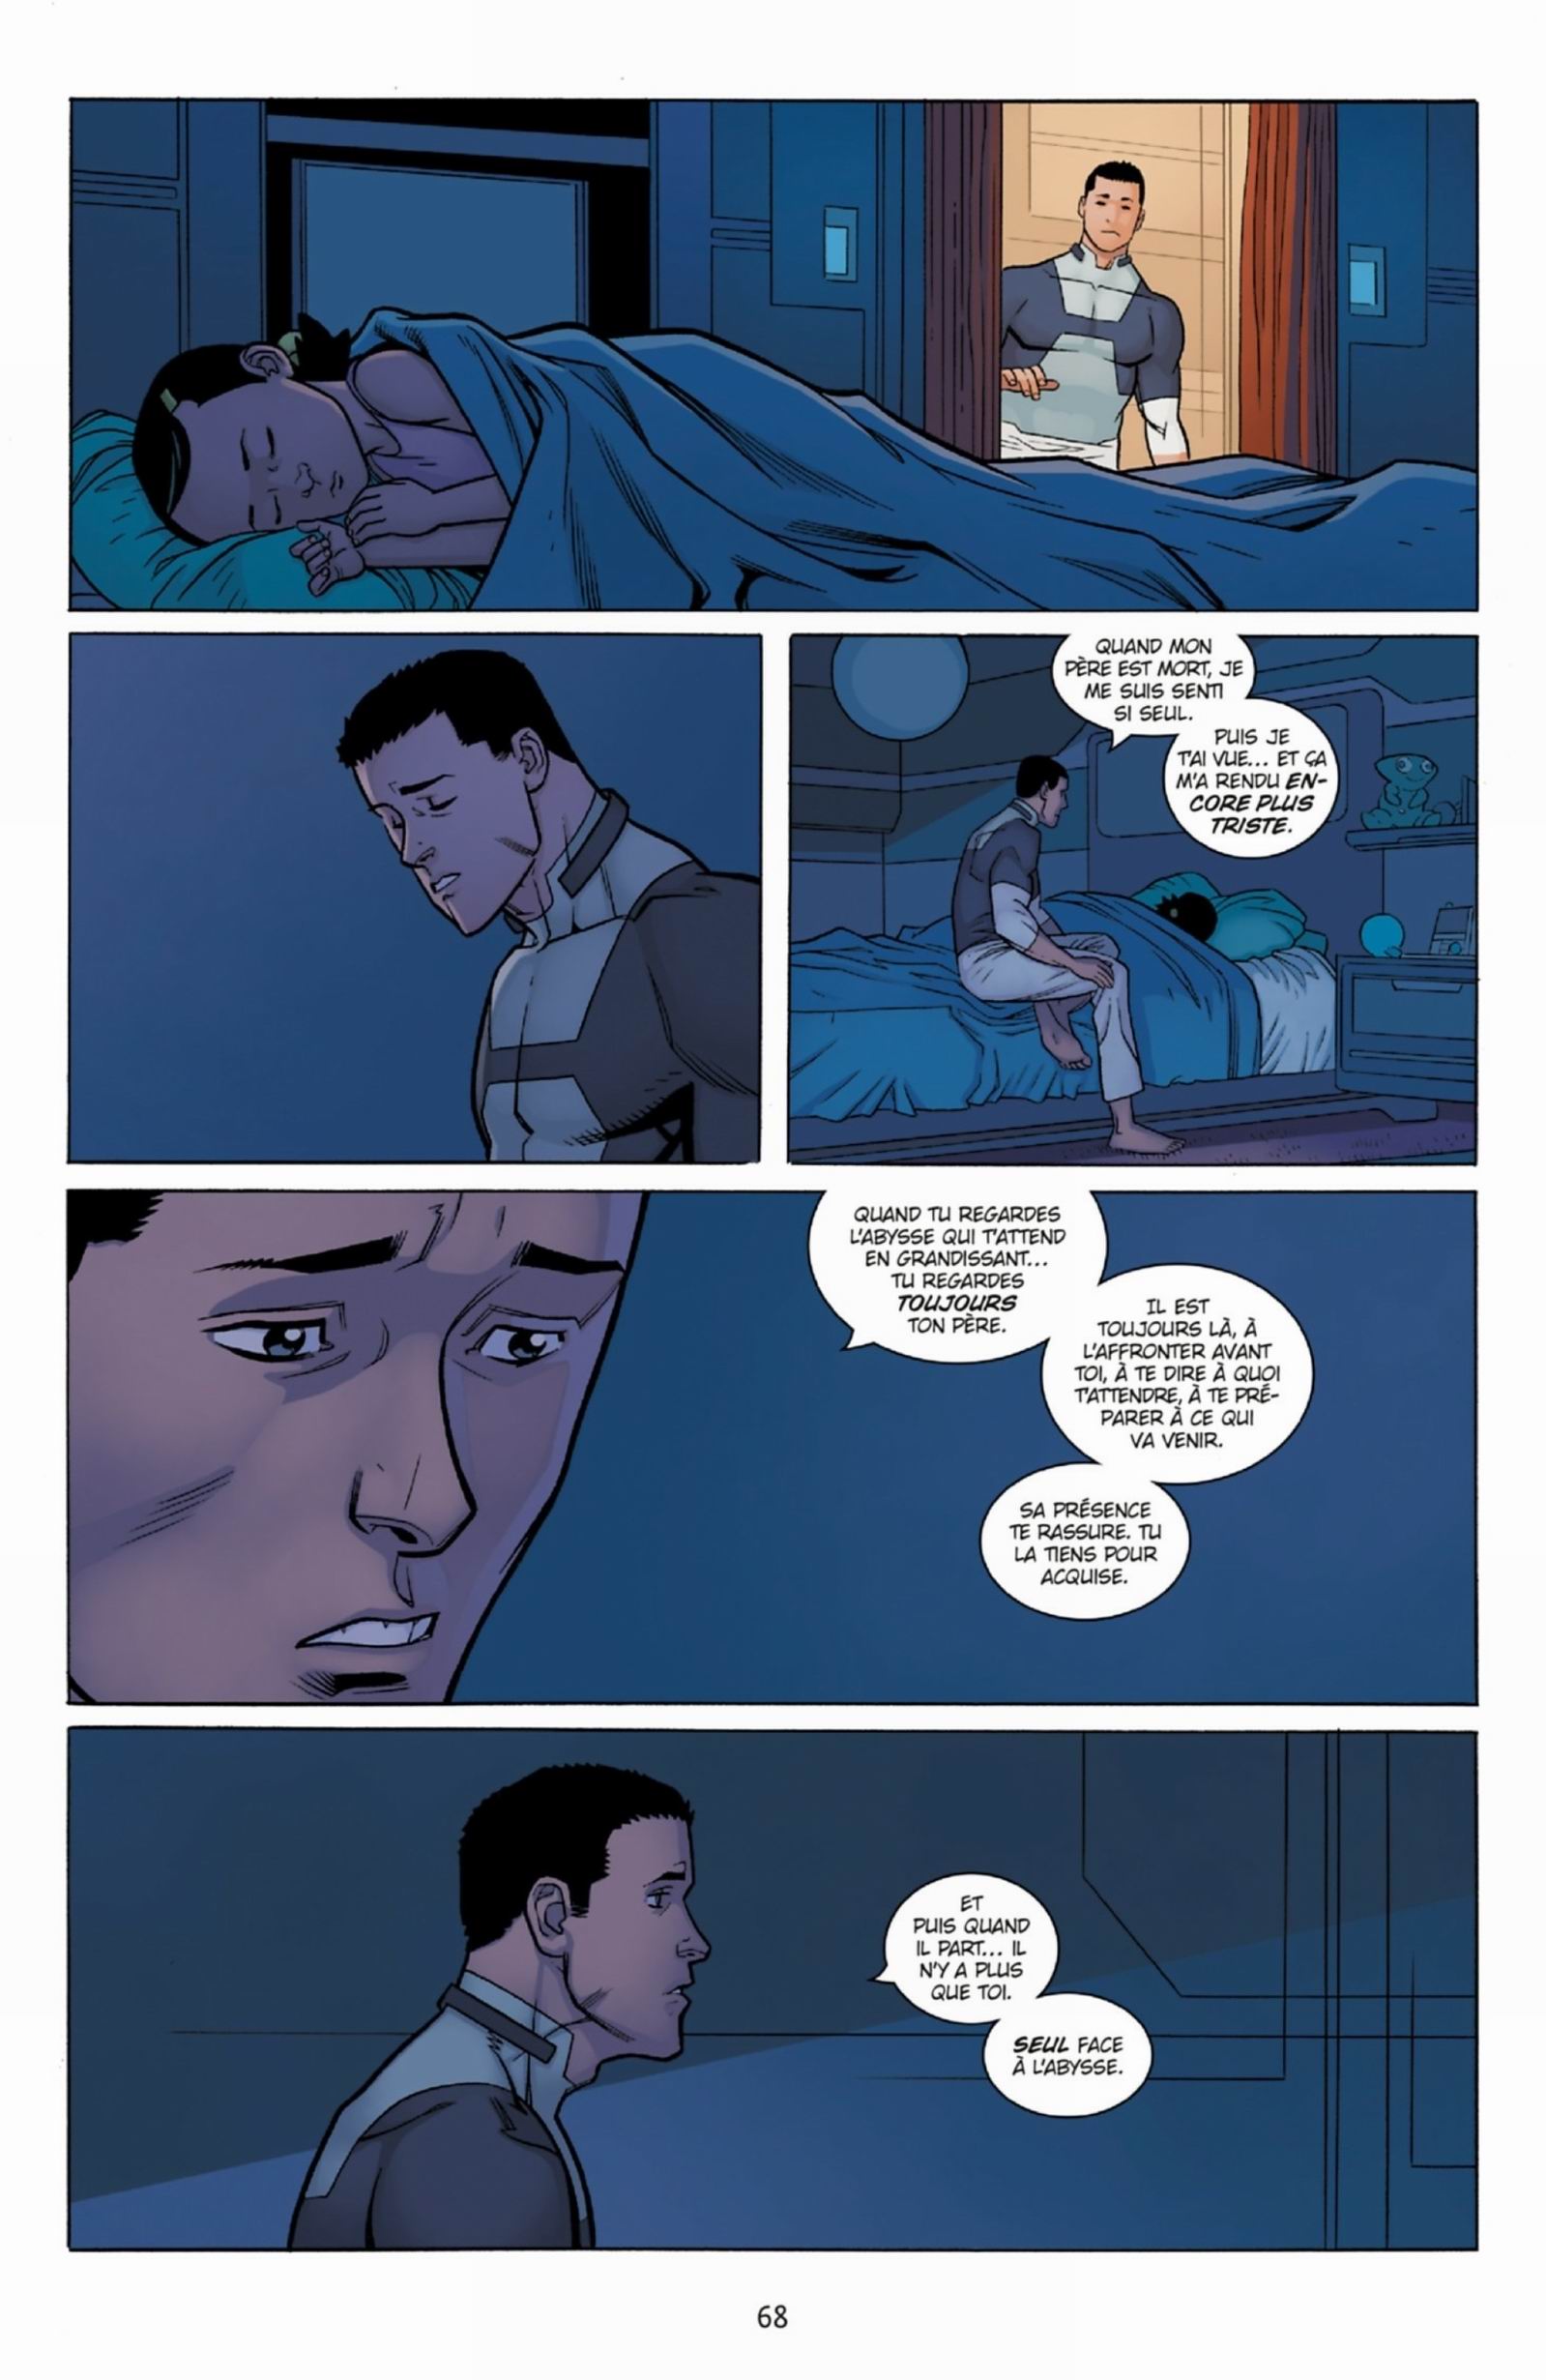 QUAND MON
PÈRE EST MORT, JE
ME SUIS SENTI
SI SEUL.
PUIS JE
T'AI VUE... ET ÇA
M'A RENDU EN-
CORE PLUS
TRISTE.
QUAND TU REGARDES
L'ABYSSE QUI T'ATTEND
EN GRANDISSANT...
TU REGARDES
TOUJOURS
TON PÈRE.
IL EST
TOUJOURS LÀ, À
L'AFFRONTER AVANT
TOI, À TE DIRE À QUOI
T'ATTENDRE, À TE PRÉ-
PARER À CE QUI
VA VENIR.
SA PRÉSENCE
TE RASSURE. TU
LA TIENS POUR
ACQUISE.
ET
PUIS QUAND
IL PART... IL
N'Y A PLUS
QUE TOI.
SEUL FACE
À L'ABYSSE.
68